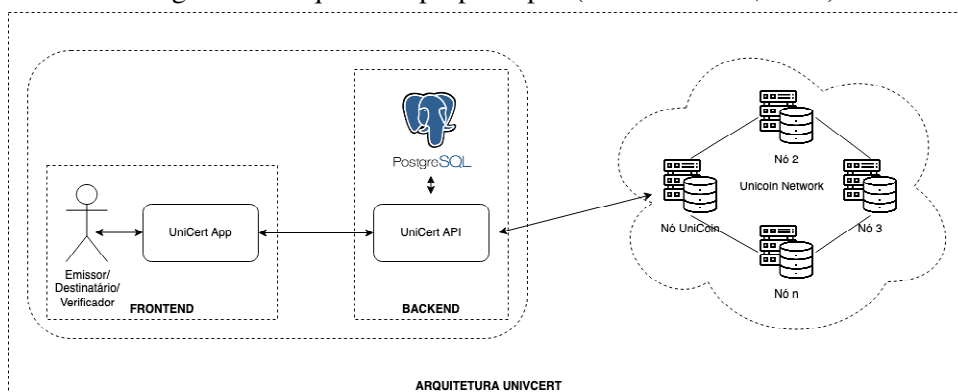 PostgreSQL
Nó 2
Unicoin Network
UniCert App
UniCert API
Nó UniCoin
Nó 3
Emissor/
Destinatário/
Verificador
FRONTEND
BACKEND
Nó n
ARQUITETURA UNIVCERT